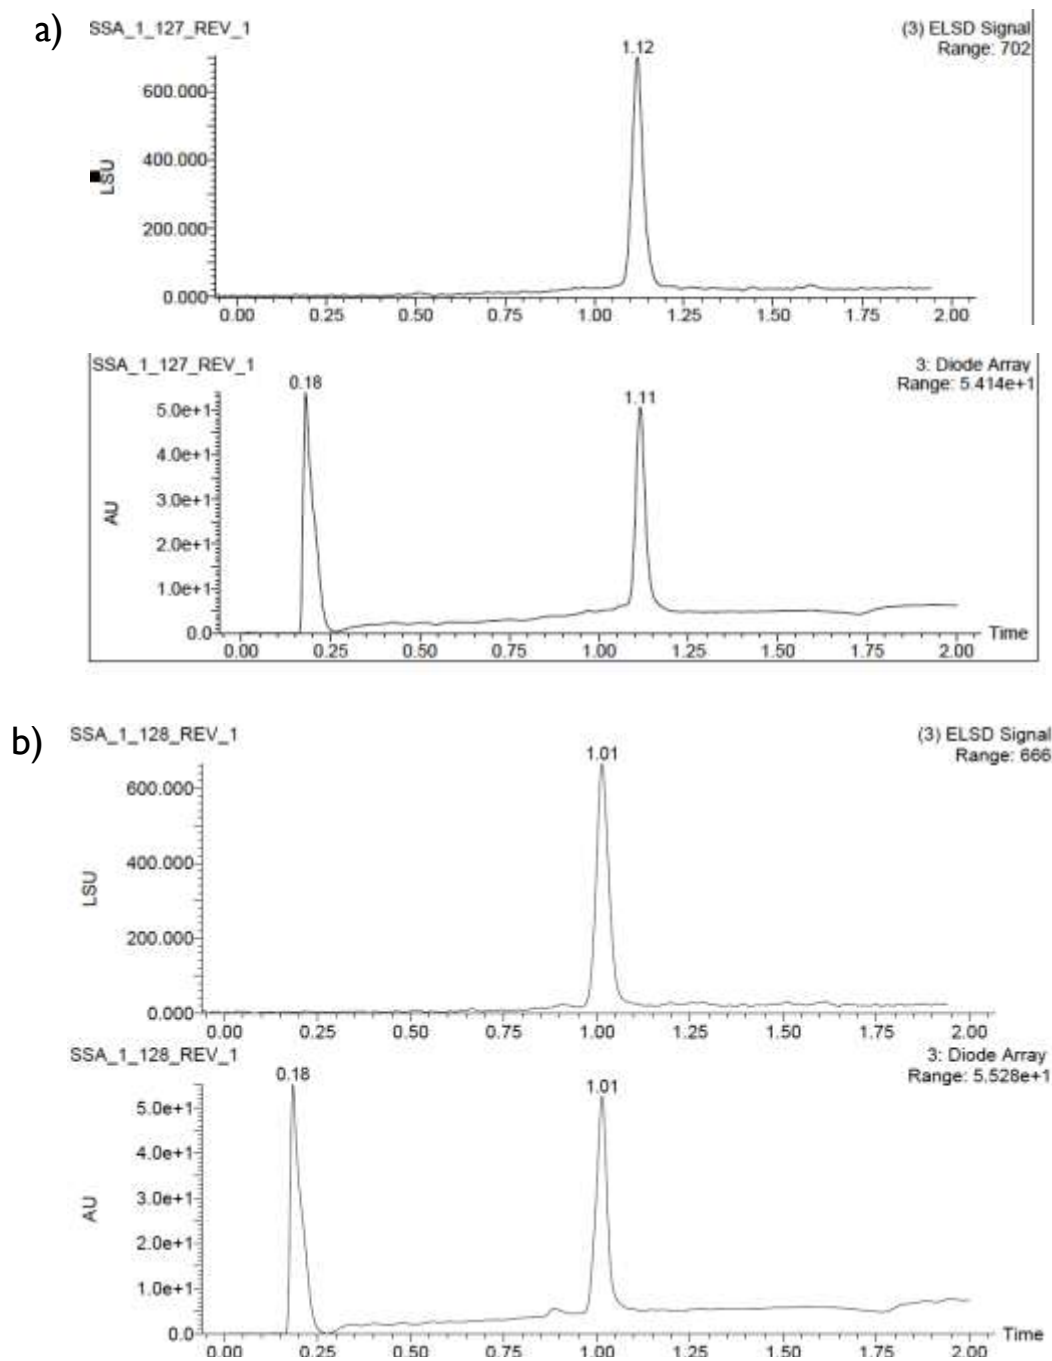 a)
SSA_1_127_REV_1
(3) ELSD Signal
Range: 702
1.12
600.000
400.000
LSU
200.000
0.000
0.00 0.25 0.50 0.75 1.00 1.25 1.50 1.75 2.00
SSA_1_127_REV_1
3: Diode Array
Range: 5.414e+1
0.18
1.11
5.0e+1
4.0e+1
3.0e+1
AU
2.0e+1
1.0e+1
0.0
Time
0.00 0.25 0.50 0.75 1.00 1.25 1.50 1.75 2.00
b)
SSA_1_128_REV_1
(3) ELSD Signal
Range: 666
1.01
600.000
400.000
LSU
200.000
0.000
0.00 0.25 0.50 0.75 1.00 1.25 1.50 1.75 2.00
SSA_1_128_REV_1
3: Diode Array
Range: 5.528e+1
0.18
1.01
5.0e+1
4.0e+1
3.0e+1
AU
2.0e+1
1.0e+1
0.0
Time
0.00 0.25 0.50 0.75 1.00 1.25 1.50 1.75 2.00